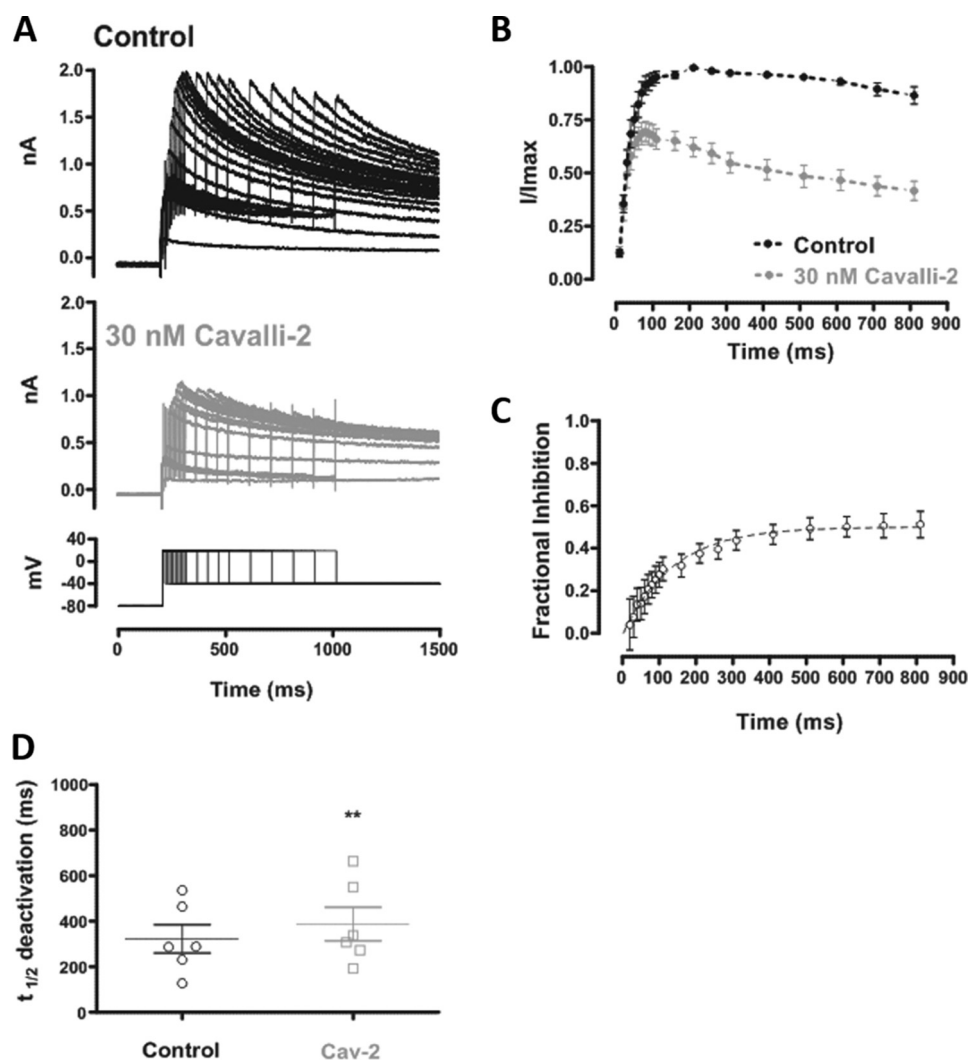 A
Control
2.0
1.5
1.0
0.5
0.0
nA
30 nM Cavalli-2
2.0
1.5
1.0
0.5
0.0
nA
40
0
-40
-80
mV
0 500 1000 1500
Time (ms)
B
1.00
0.75
0.50
0.25
0.00
I/Imax
Control
30 nM Cavalli-2
0 100 200 300 400 500 600 700 800 900
Time (ms)
C
1.0
0.8
0.6
0.4
0.2
0.0
Fractional Inhibition
0 100 200 300 400 500 600 700 800 900
Time (ms)
D
1000
800
600
400
200
0
t 1/2 deactivation (ms)
**
Control Cav-2